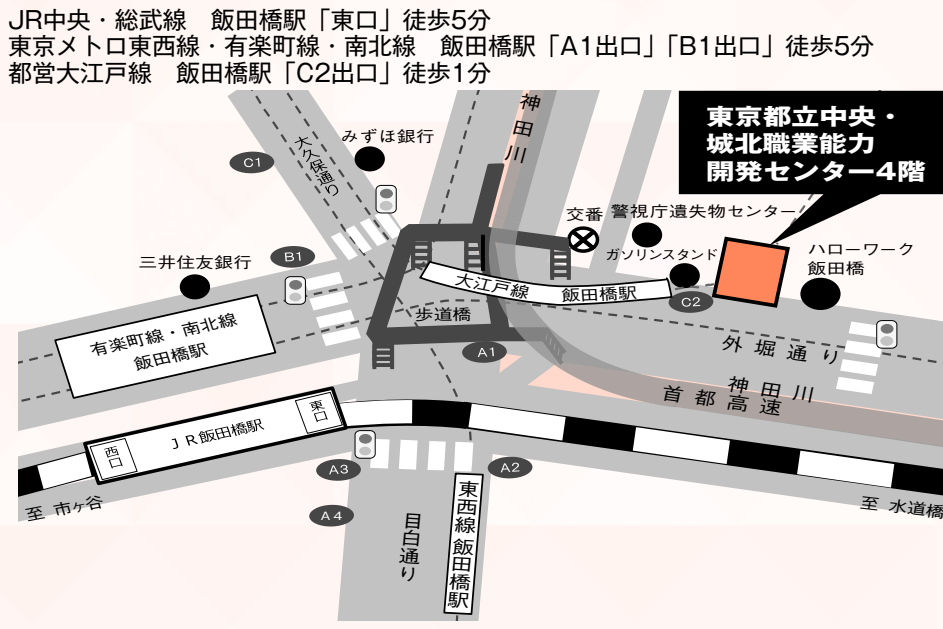 JR中央・総武線　飯田橋駅「東口」徒歩5分
東京メトロ東西線・有楽町線・南北線　飯田橋駅「A1出口」「B1出口」徒歩5分
都営大江戸線　飯田橋駅「C2出口」徒歩1分
神田川
東京都立中央・
城北職業能力
開発センター4階
みずほ銀行
大久保通り
C1
交番
警視庁遺失物センター
ガソリンスタンド
ハローワーク
飯田橋
B1
三井住友銀行
大江戸線　飯田橋駅
C2
歩道橋
有楽町線・南北線
飯田橋駅
A1
外堀通り
神田川
首都高速
東口
JR飯田橋駅
西口
A3
A2
A4
至 市ヶ谷
至 水道橋
目白通り
東西線 飯田橋駅